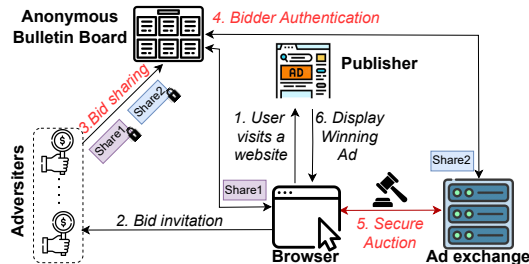 Anonymous
Bulletin Board
4. Bidder Authentication
Publisher
AD
3.Bid sharing
Share1
Share2
1. User
visits a
website
6. Display
Winning
Ad
Share1
Share2
Adversiters
2. Bid invitation
5. Secure
Auction
Browser
Ad exchange